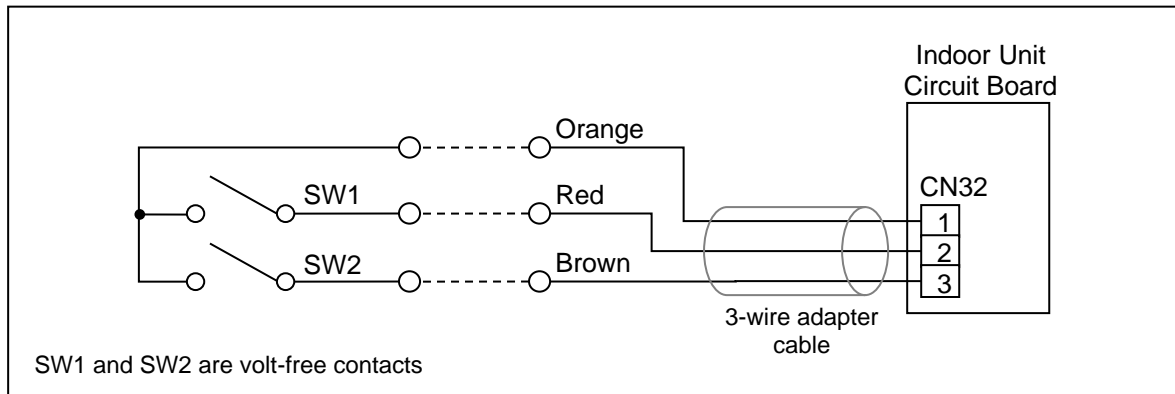 Indoor Unit
Circuit Board
Orange
CN32
SW1
Red
1
2
SW2
Brown
3
3-wire adapter
cable
SW1 and SW2 are volt-free contacts